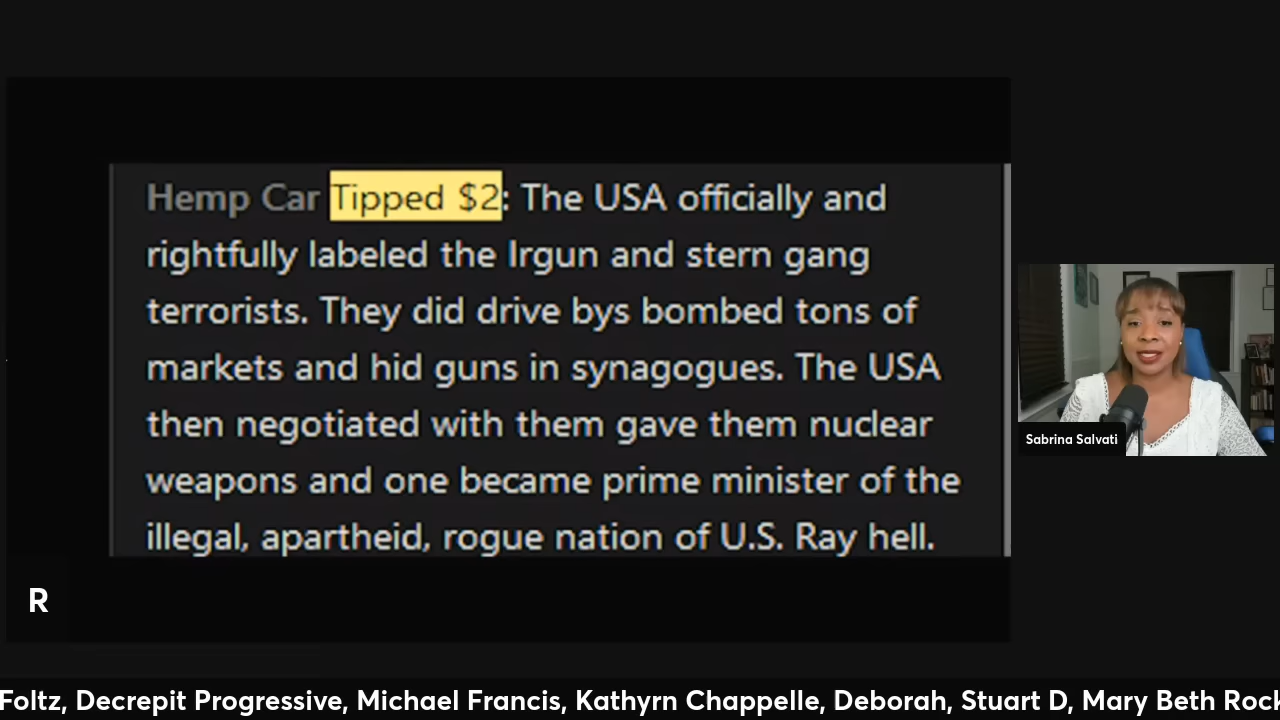 Hemp Car Tipped $2: The USA officially and
rightfully labeled the Irgun and stern gang
terrorists. They did drive bys bombed tons of
markets and hid guns in synagogues. The USA
then negotiated with them gave them nuclear
weapons and one became prime minister of the
illegal, apartheid, rogue nation of U.S. Ray hell.
Sabrina Salvati
R
Foltz, Decrepit Progressive, Michael Francis, Kathyrn Chappelle, Deborah, Stuart D, Mary Beth Rock